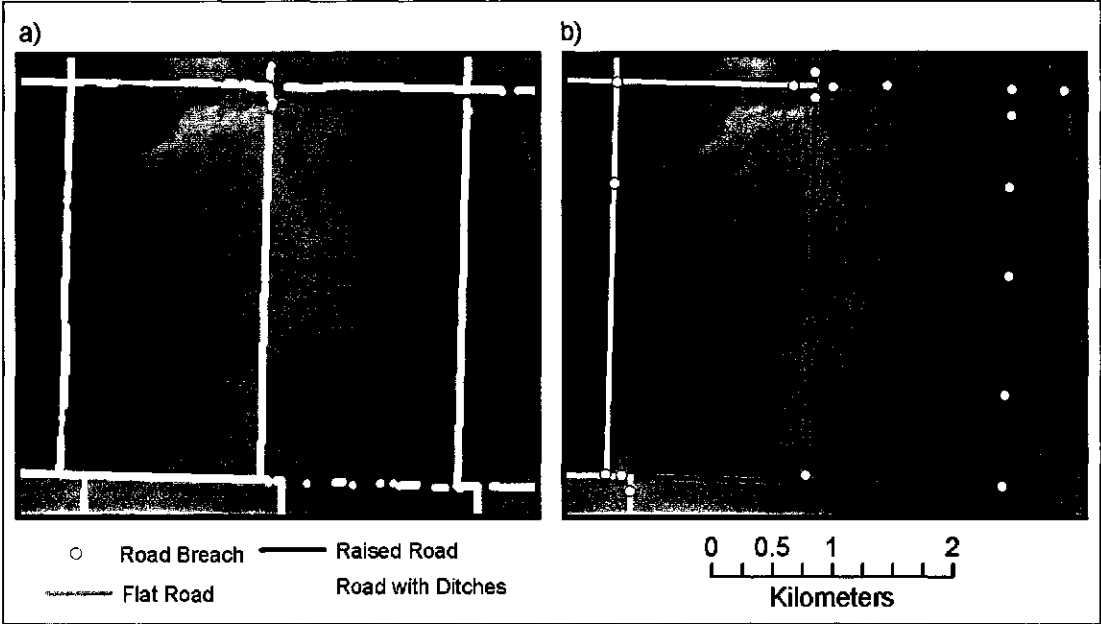 a)
b)
Road Breach
Raised Road
Flat Road
Road with Ditches
0 0.5 1 2
Kilometers